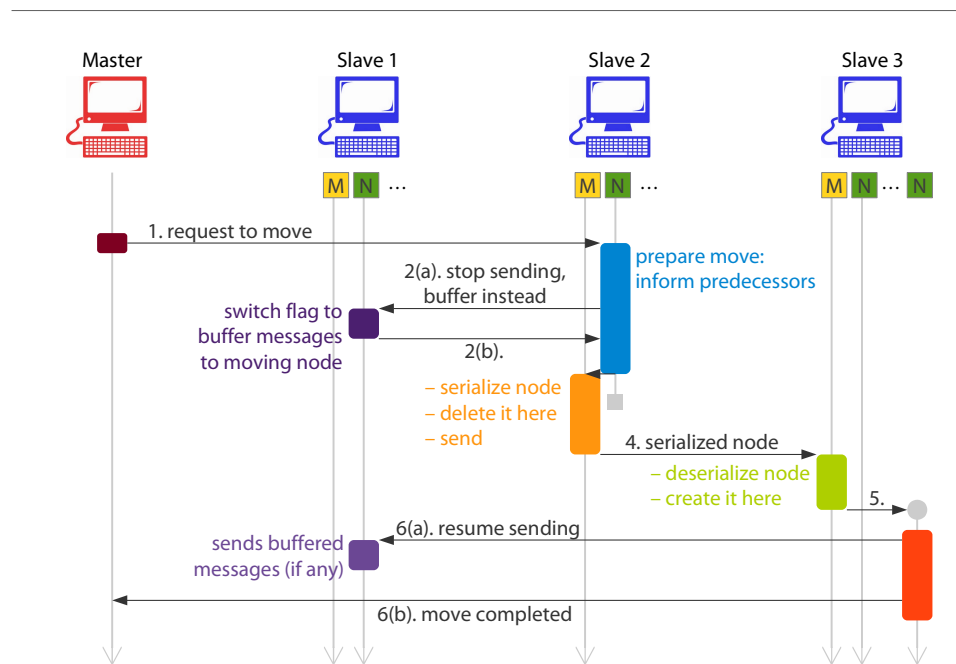 Master
Slave 1
Slave 2
Slave 3
M N ...
M N ...
M N ... N
1. request to move
prepare move:
inform predecessors
2(a). stop sending,
buffer instead
switch flag to
buffer messages
to moving node
2(b).
– serialize node
– delete it here
– send
4. serialized node
– deserialize node
– create it here
5.
6(a). resume sending
sends buffered
messages (if any)
6(b). move completed